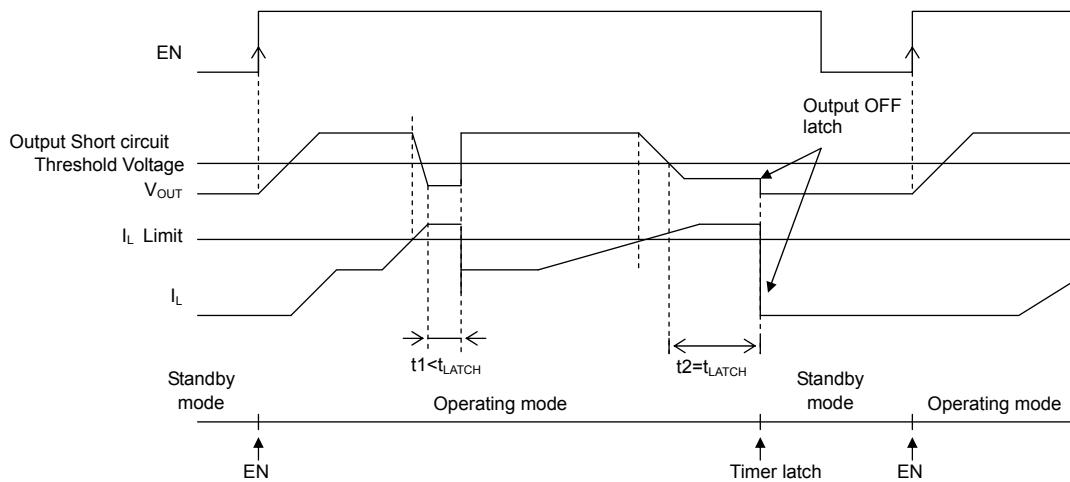 EN
Output OFF
latch
Output Short circuit
Threshold Voltage
VOUT
IL Limit
IL
t1<tLATCH
t2=tLATCH
Standby
mode
Operating mode
Standby
mode
Operating mode
EN
Timer latch
EN